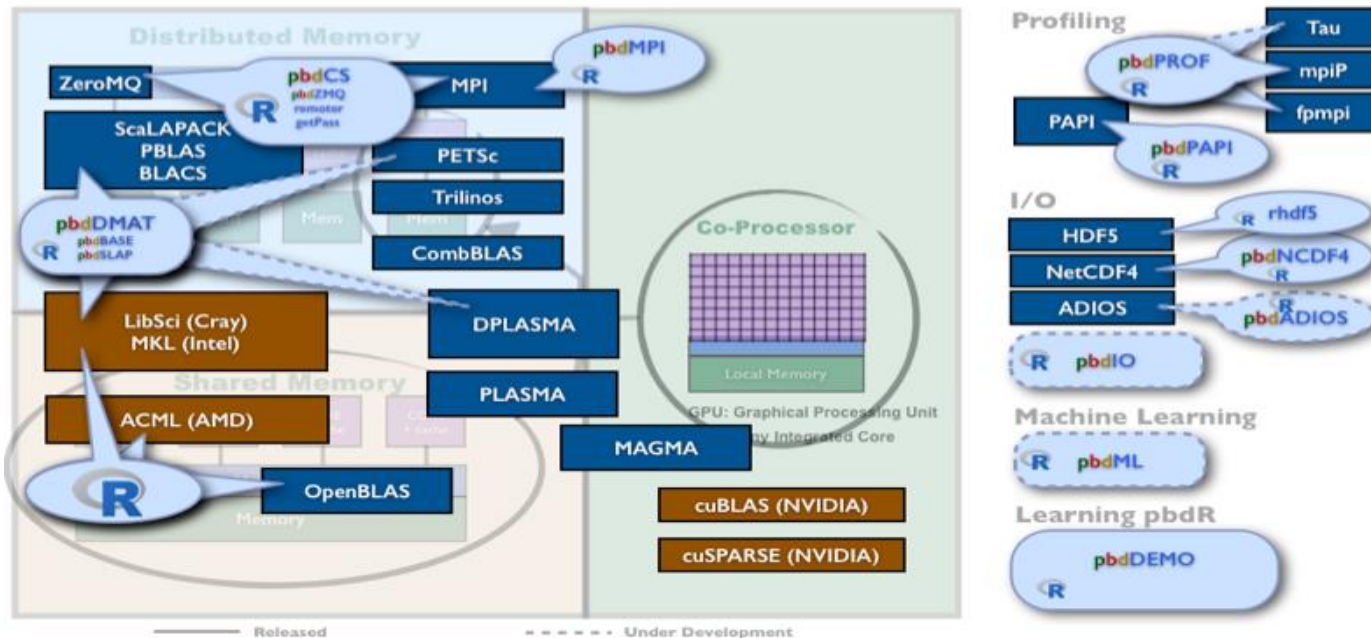 Distributed Memory
ZeroMQ
pbdCS
pbdZMQ
remoter
getPass
MPI
pbdMPI
R
R
ScaLAPACK
PBLAS
BLACS
PETSc
Trilinos
CombBLAS
Mem
Mem
pbdDMAT
pbdBASE
pbdSLAP
R
LibSci (Cray)
MKL (Intel)
DPLASMA
Shared Memory
PLASMA
ACML (AMD)
MAGMA
R
OpenBLAS
Memory
Co-Processor
Local Memory
GPU: Graphical Processing Unit
Integrated Core
cuBLAS (NVIDIA)
cuSPARSE (NVIDIA)
Released
Under Development
Profiling
Tau
pbdPROF
R
mpiP
fpmpi
PAPI
pbdPAPI
R
I/O
R rhdf5
HDF5
pbdNCDF4
R
NetCDF4
ADIOS
R
pbdADIOS
R pbdIO
Machine Learning
R pbdML
Learning pbdR
pbdDEMO
R